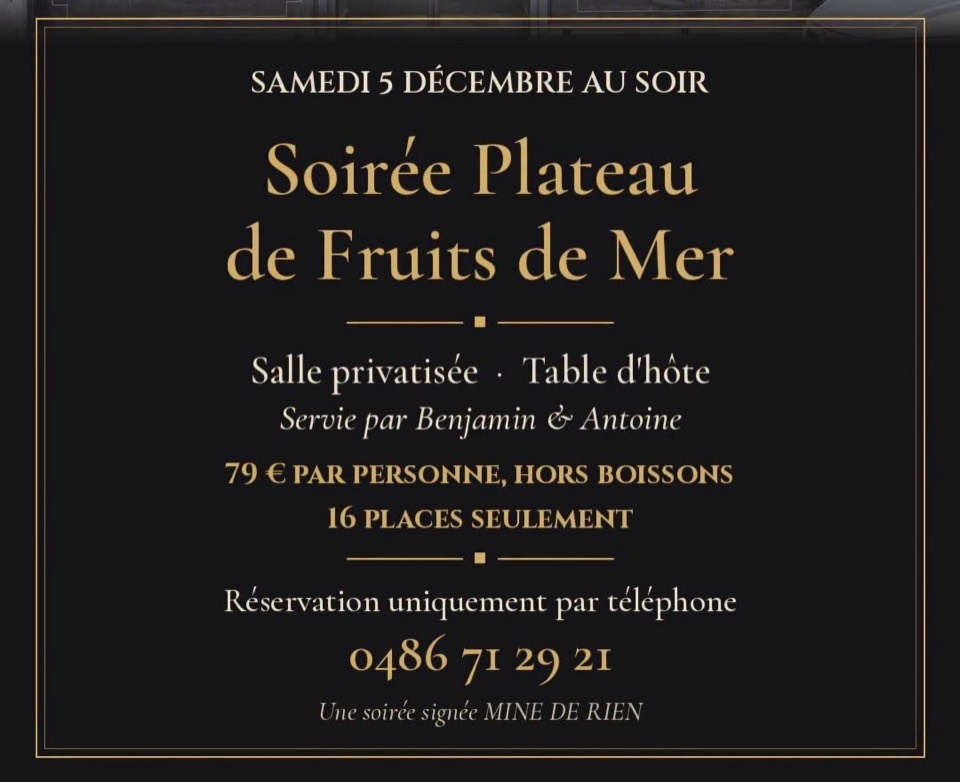 SAMEDI 5 DÉCEMBRE AU SOIR
Soirée Plateau
de Fruits de Mer
Salle privatisée · Table d'hôte
Servie par Benjamin & Antoine
79 € PAR PERSONNE, HORS BOISSONS
16 PLACES SEULEMENT
Réservation uniquement par téléphone
0486 71 29 21
Une soirée signée MINE DE RIEN